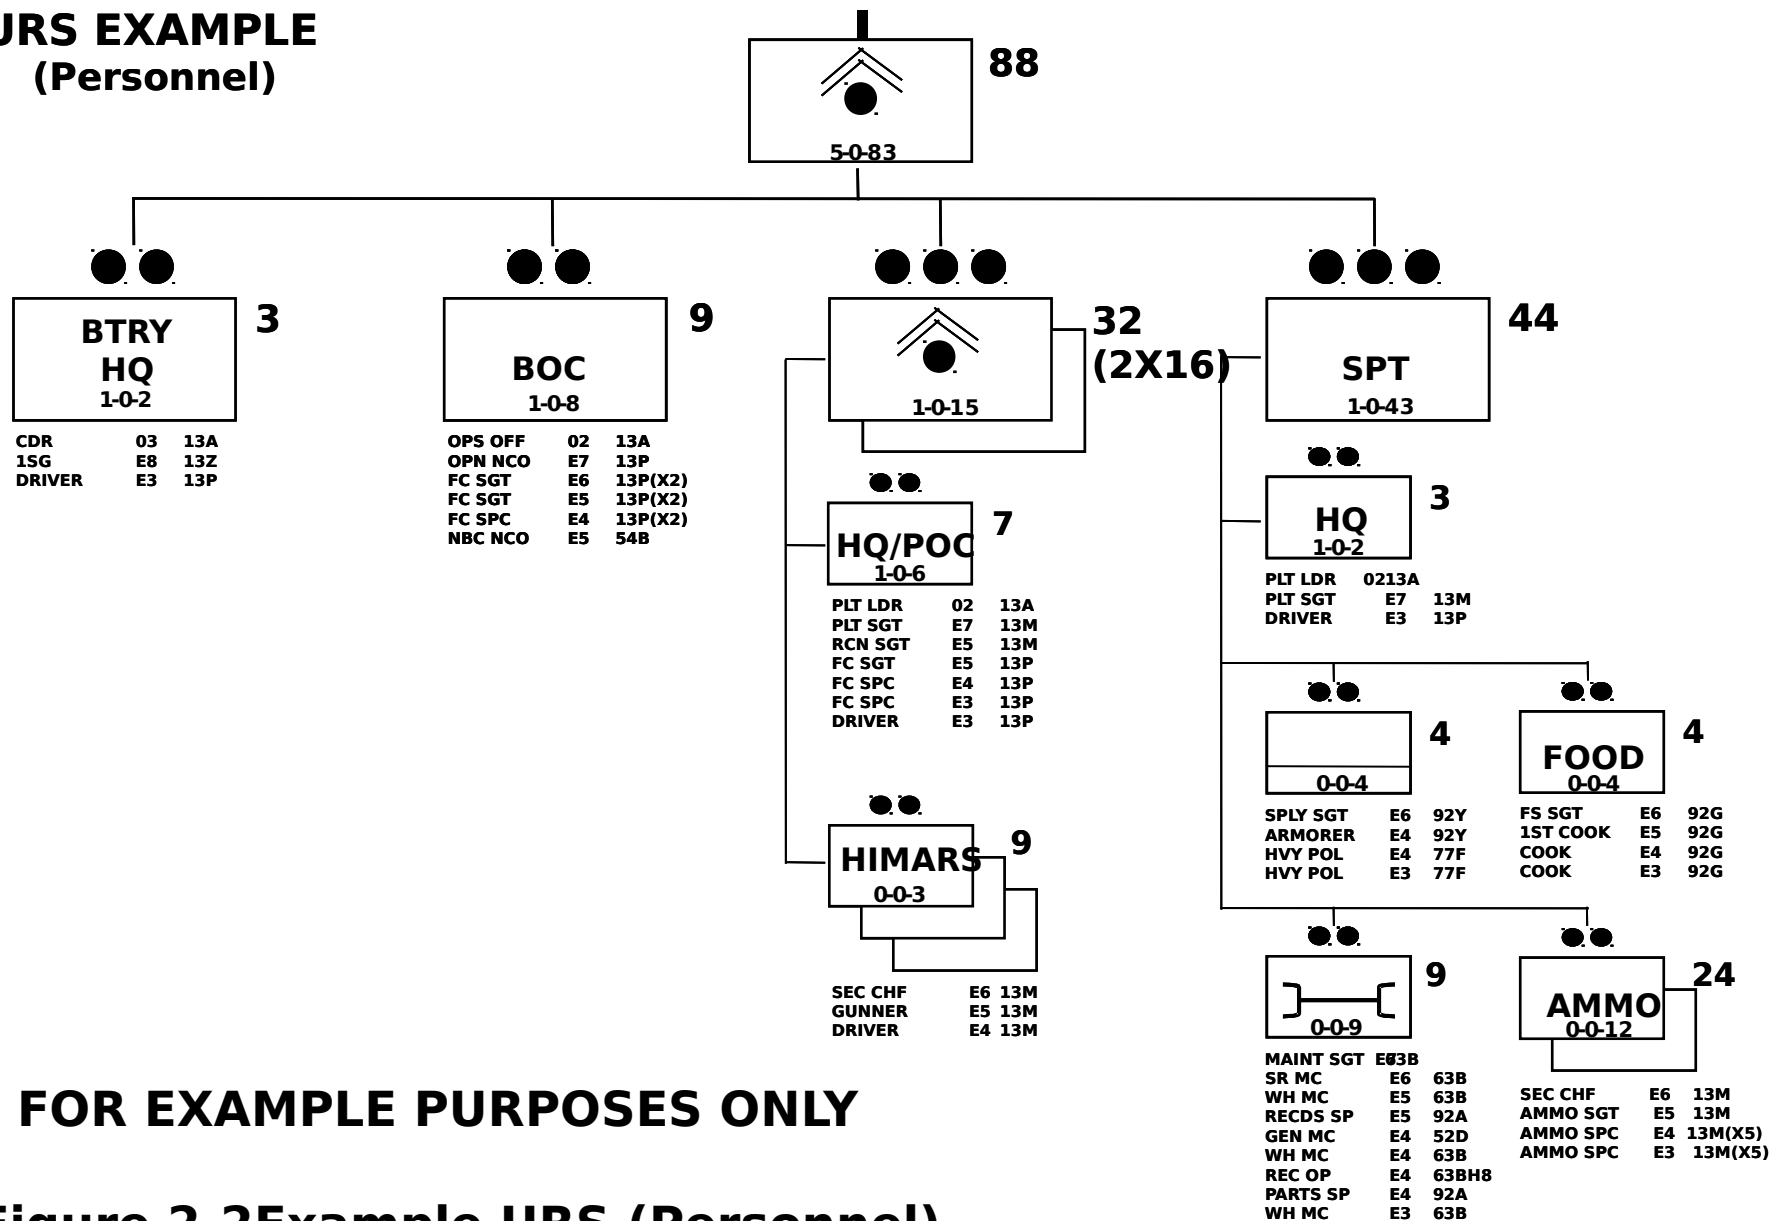 URS EXAMPLE
(Personnel)
88
5-0-83
BTRY
HQ
1-0-2
3
CDR 03 13A
1SG E8 13Z
DRIVER E3 13P
BOC
1-0-8
9
OPS OFF 02 13A
OPN NCO E7 13P
FC SGT E6 13P(X2)
FC SGT E5 13P(X2)
FC SPC E4 13P(X2)
NBC NCO E5 54B
32
(2X16)
1-0-15
HQ/POC
1-0-6
7
PLT LDR 02 13A
PLT SGT E7 13M
RCN SGT E5 13M
FC SGT E5 13P
FC SPC E4 13P
FC SPC E3 13P
DRIVER E3 13P
HIMARS
0-0-3
9
SEC CHF E6 13M
GUNNER E5 13M
DRIVER E4 13M
SPT
1-0-43
44
HQ
1-0-2
3
PLT LDR 0213A
PLT SGT E7 13M
DRIVER E3 13P
4
0-0-4
SPLY SGT E6 92Y
ARMORER E4 92Y
HVY POL E4 77F
HVY POL E3 77F
FOOD
0-0-4
4
FS SGT E6 92G
1ST COOK E5 92G
COOK E4 92G
COOK E3 92G
9
0-0-9
MAINT SGT E763B
SR MC E6 63B
WH MC E5 63B
RECDS SP E5 92A
GEN MC E4 52D
WH MC E4 63B
REC OP E4 63BH8
PARTS SP E4 92A
WH MC E3 63B
AMMO
0-0-12
24
SEC CHF E6 13M
AMMO SGT E5 13M
AMMO SPC E4 13M(X5)
AMMO SPC E3 13M(X5)
FOR EXAMPLE PURPOSES ONLY
Figure 2-2Example URS (Personnel)